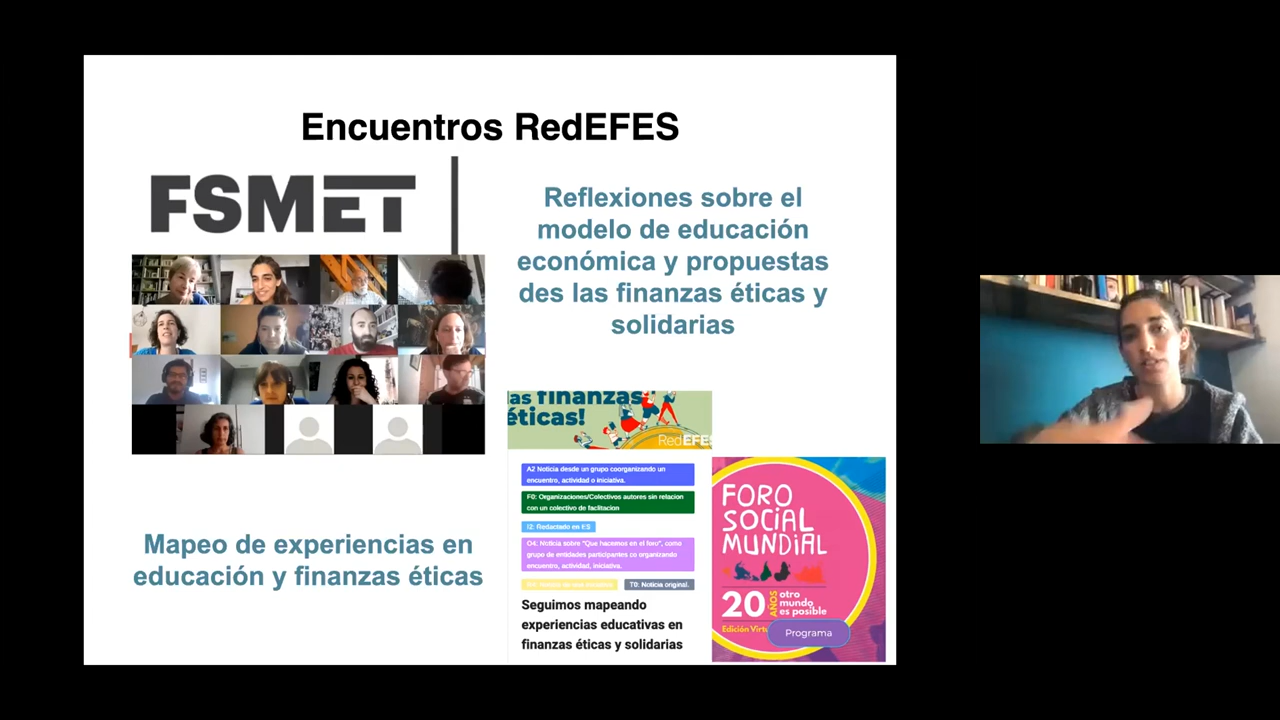 Encuentros RedEFES
FSMET
Reflexiones sobre el
modelo de educación
económica y propuestas
des las finanzas éticas y
solidarias
Mapeo de experiencias en
educación y finanzas éticas
las finanzas
éticas!
RedEFES
A2 Noticia desde un grupo coorganizando un
encuentro, actividad o iniciativa.
F0: Organizaciones/Colectivos autores sin relacion
con un colectivo de facilitacion
I2: Redactado en ES
O4: Noticia sobre "Que hacemos en el foro", como
grupo de entidades participantes co organizando
encuentro, actividad, iniciativa.
T0: Noticia original.
Seguimos mapeando
experiencias educativas en
finanzas éticas y solidarias
FORO
SOCIAL
MUNDIAL
20 AÑOS
otro
mundo
es posible
Edición Virtu
Programa